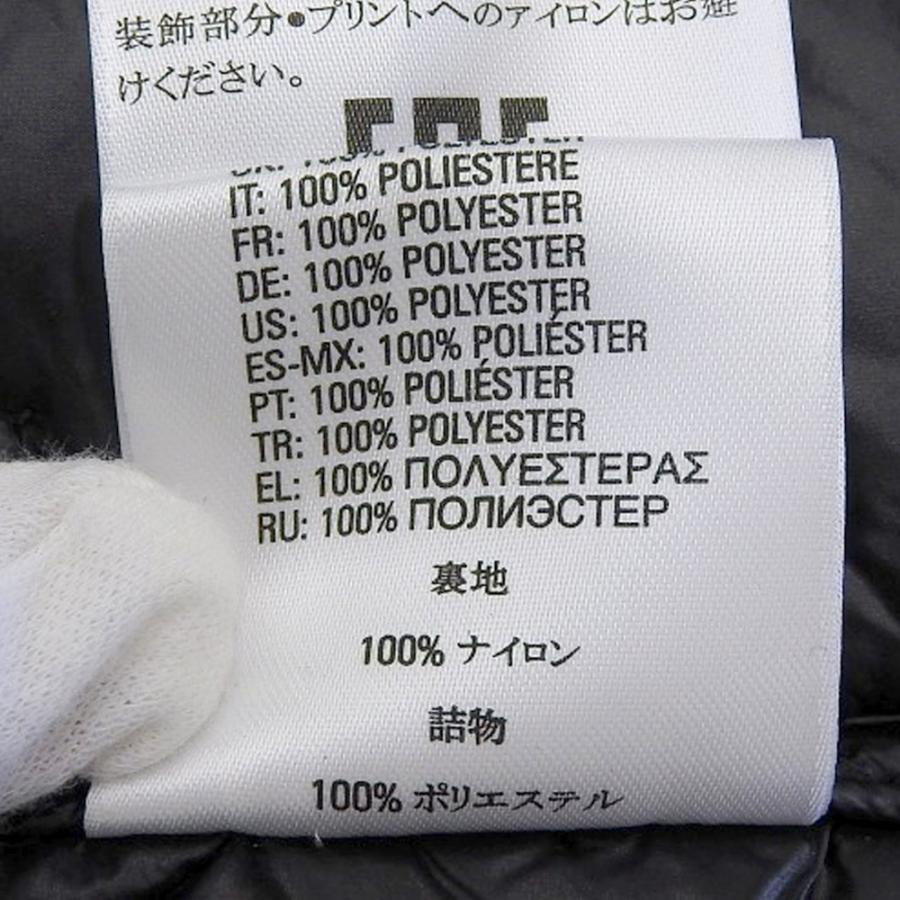 装飾部分●プリントへのアイロンはお避
けください。
IT: 100% POLIESTERE
FR: 100% POLYESTER
DE: 100% POLYESTER
US: 100% POLYESTER
ES-MX: 100% POLIÉSTER
PT: 100% POLIÉSTER
TR: 100% POLYESTER
EL: 100% ΠΟΛΥΕΣΤΕΡΑΣ
RU: 100% ПОЛИЭСТЕР
裏地
100% ナイロン
詰物
100% ポリエステル